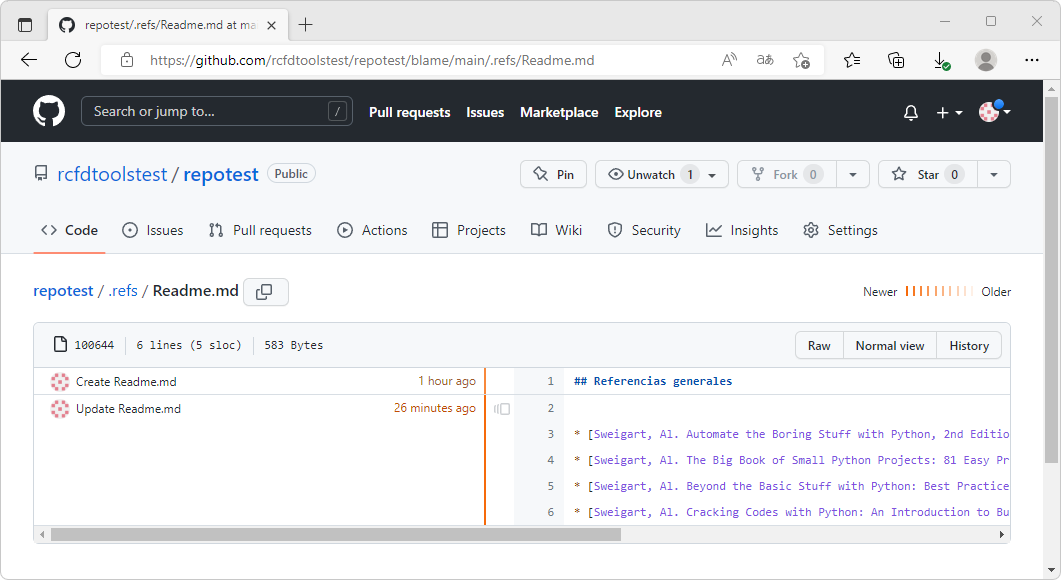 repotest/.refs/Readme.md at ma
https://github.com/rcfdtoolstest/repotest/blame/main/.refs/Readme.md
Search or jump to... /
Pull requests Issues Marketplace Explore
rcfdtoolstest / repotest Public
Pin Unwatch 1 Fork 0 Star 0
Code Issues Pull requests Actions Projects Wiki Security Insights Settings
repotest / .refs / Readme.md
Newer Older
100644 6 lines (5 sloc) 583 Bytes
Raw Normal view History
Create Readme.md 1 hour ago 1 ## Referencias generales
Update Readme.md 26 minutes ago 2
3 * [Sweigart, Al. Automate the Boring Stuff with Python, 2nd Editio
4 * [Sweigart, Al. The Big Book of Small Python Projects: 81 Easy Pr
5 * [Sweigart, Al. Beyond the Basic Stuff with Python: Best Practice
6 * [Sweigart, Al. Cracking Codes with Python: An Introduction to Bu